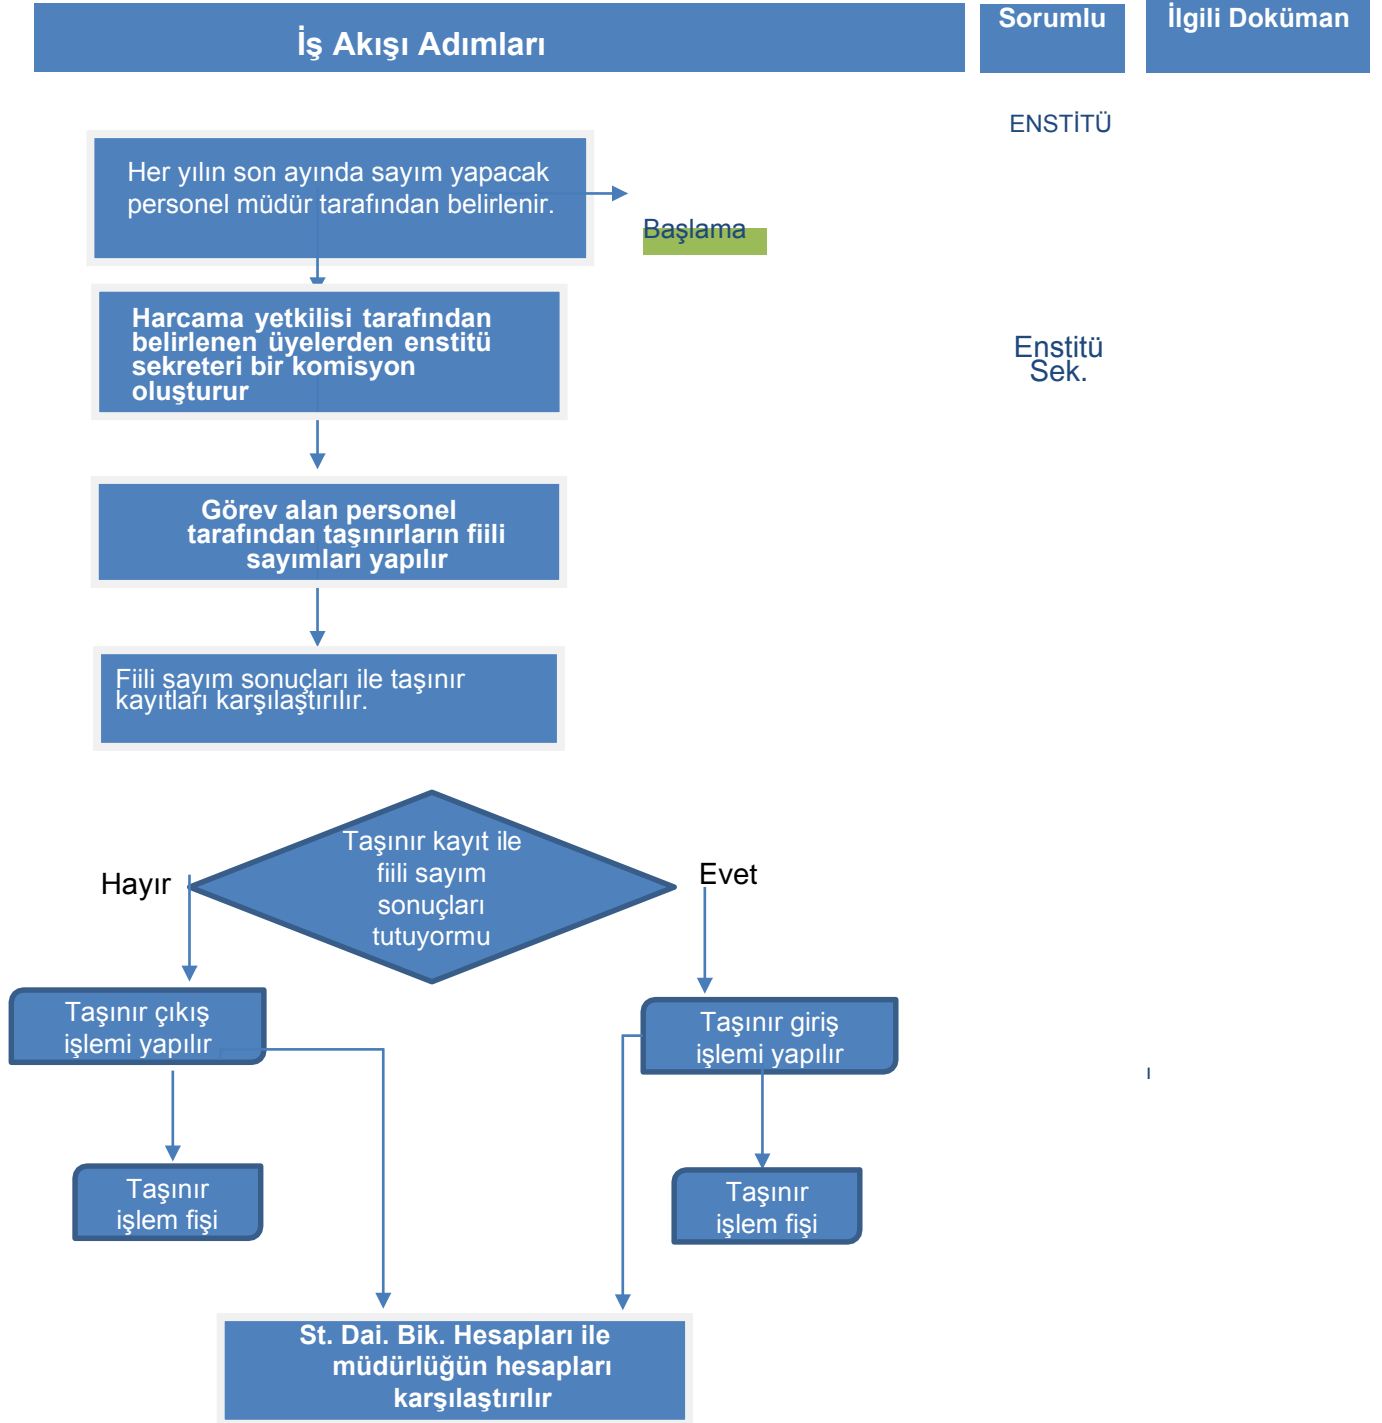 İş Akışı Adımları
Sorumlu
İlgili Doküman
ENSTİTÜ
Her yılın son ayında sayım yapacak
personel müdür tarafından belirlenir.
Başlama
Harcama yetkilisi tarafından
belirlenen üyelerden enstitü
sekreteri bir komisyon
oluşturur
Enstitü
Sek.
Görev alan personel
tarafından taşınırların fiili
sayımları yapılır
Fiili sayım sonuçları ile taşınır
kayıtları karşılaştırılır.
Taşınır kayıt ile
fiili sayım
sonuçları
tutuyormu
Hayır
Evet
Taşınır çıkış
işlemi yapılır
Taşınır giriş
işlemi yapılır
ı
Taşınır
işlem fişi
Taşınır
işlem fişi
St. Dai. Bik. Hesapları ile
müdürlüğün hesapları
karşılaştırılır